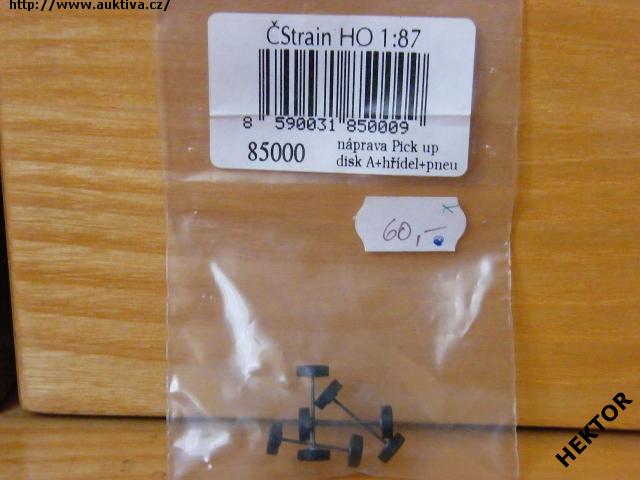 http://www.auktiva.cz/
ČStrain HO 1:87
8 590031 850009
85000
náprava Pick up
disk A+hřídel+pneu
60,-
HEKTOR